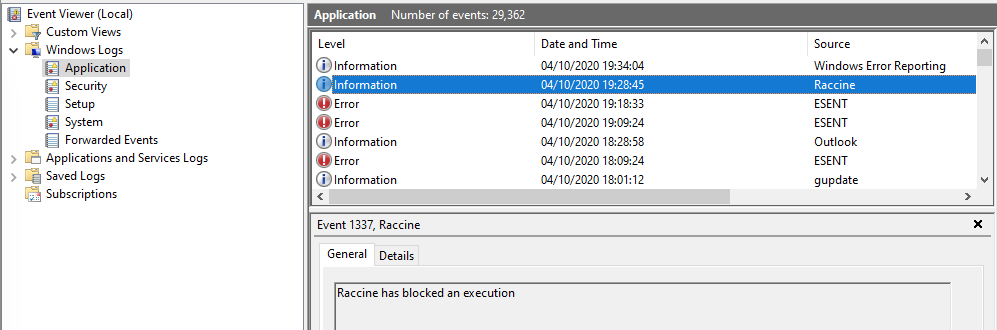 Event Viewer (Local)
Custom Views
Windows Logs
Application
Security
Setup
System
Forwarded Events
Applications and Services Logs
Saved Logs
Subscriptions
Application Number of events: 29,362
Level Date and Time Source
Information 04/10/2020 19:34:04 Windows Error Reporting
Information 04/10/2020 19:28:45 Raccine
Error 04/10/2020 19:18:33 ESENT
Error 04/10/2020 19:09:24 ESENT
Information 04/10/2020 18:28:58 Outlook
Error 04/10/2020 18:09:24 ESENT
Information 04/10/2020 18:01:12 gupdate
Event 1337, Raccine
General Details
Raccine has blocked an execution